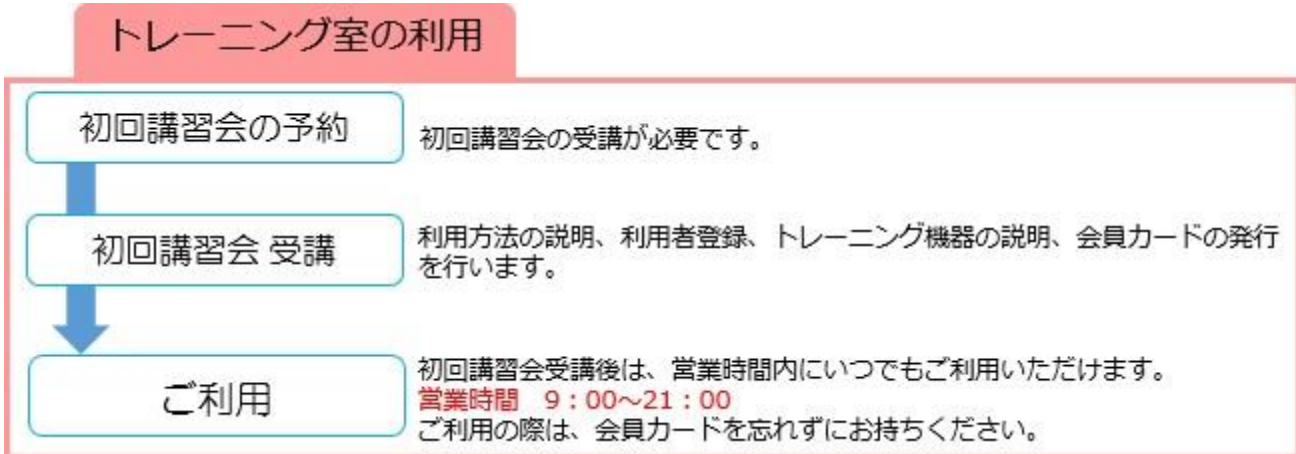 トレーニング室の利用
初回講習会の予約
初回講習会の受講が必要です。
初回講習会 受講
利用方法の説明、利用者登録、トレーニング機器の説明、会員カードの発行
を行います。
ご利用
初回講習会受講後は、営業時間内にいつでもご利用いただけます。
営業時間　9：00～21：00
ご利用の際は、会員カードを忘れずにお持ちください。